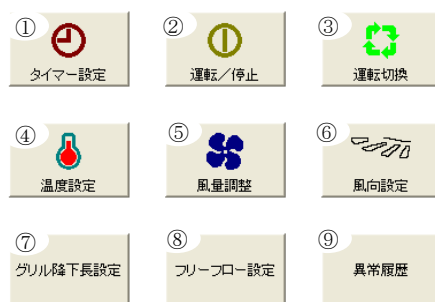 ① ② ③
タイマー設定 運転／停止 運転切換
④ ⑤ ⑥
温度設定 風量調整 風向設定
⑦ ⑧ ⑨
グリル降下長設定 フリーフロー設定 異常履歴